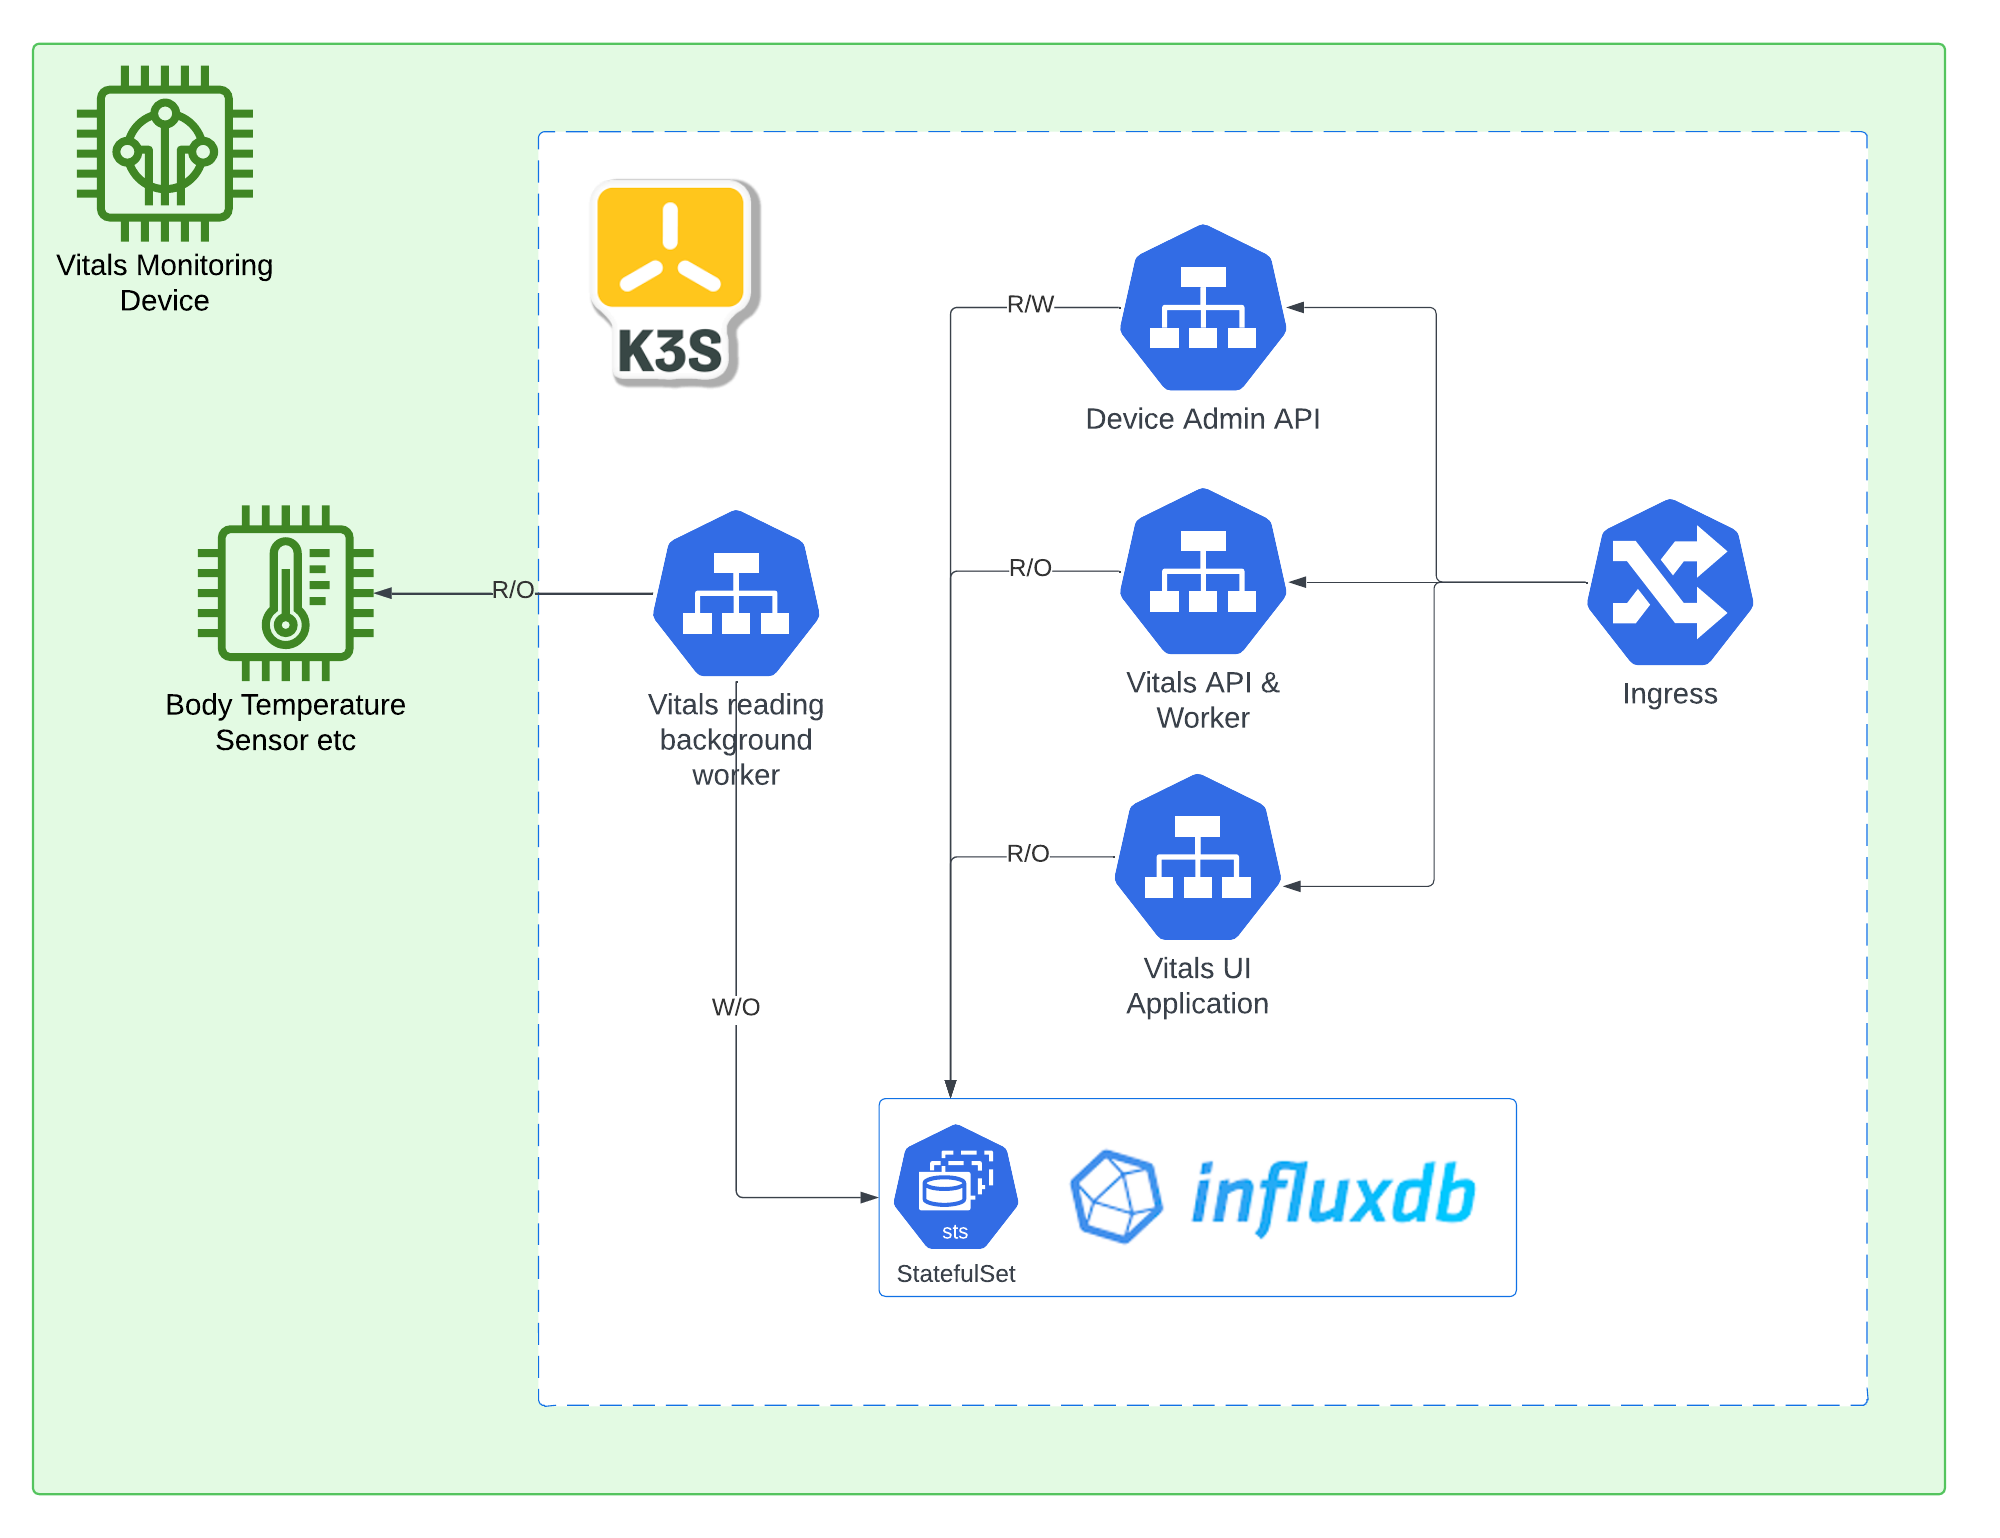 Vitals Monitoring
Device
K3S
R/W
Device Admin API
R/O
Body Temperature
Sensor etc
Vitals reading
background
worker
R/O
Vitals API &
Worker
Ingress
R/O
Vitals UI
Application
W/O
sts
StatefulSet
influxdb